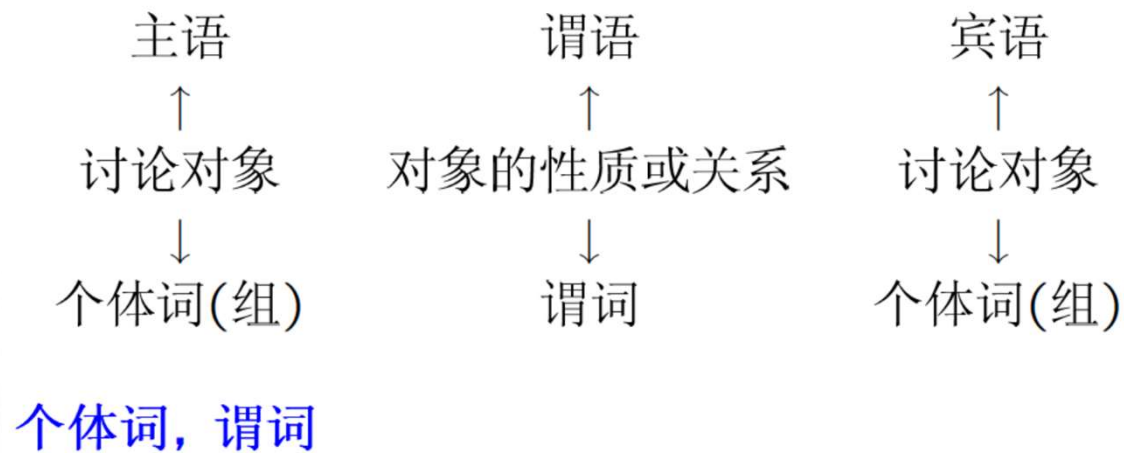 主语 谓语 宾语
↑ ↑ ↑
讨论对象 对象的性质或关系 讨论对象
↓ ↓ ↓
个体词(组) 谓词 个体词(组)
个体词, 谓词